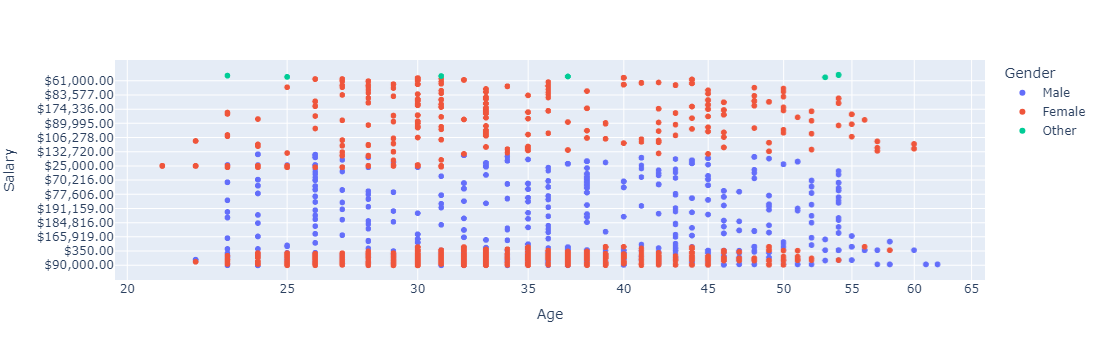 Gender
Male
Female
Other
Salary
$61,000.00
$83,577.00
$174,336.00
$89,995.00
$106,278.00
$132,720.00
$25,000.00
$70,216.00
$77,606.00
$191,159.00
$184,816.00
$165,919.00
$350.00
$90,000.00
20 25 30 35 40 45 50 55 60 65
Age